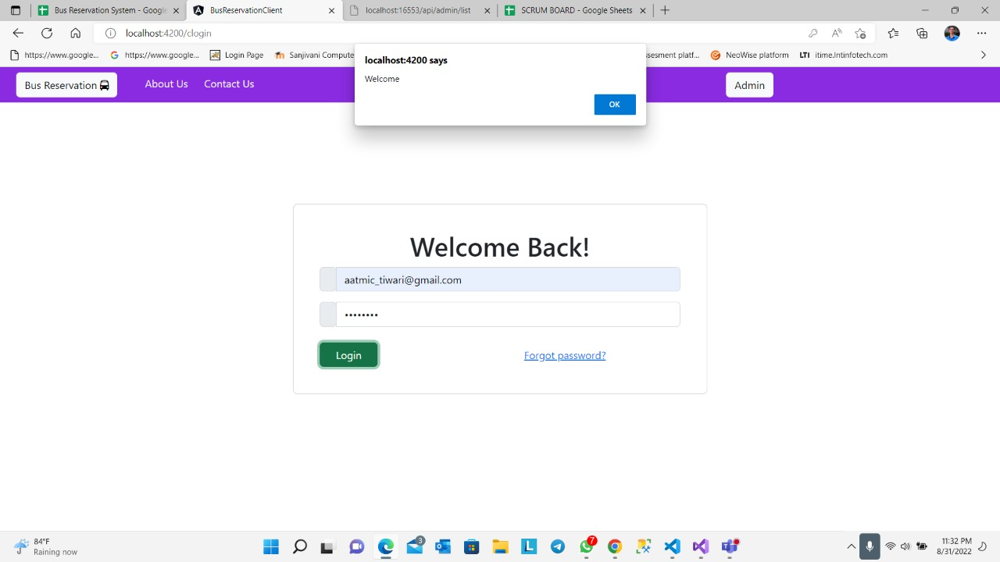 Bus Reservation System - Google
BusReservationClient
localhost:16553/api/admin/list
SCRUM BOARD - Google Sheets
localhost:4200/clogin
https://www.google...
https://www.google...
Login Page
Sanjivani Compute
sesment platf...
NeoWise platform
LTI
itime.lntinfotech.com
localhost:4200 says
Welcome
OK
Bus Reservation
About Us
Contact Us
Admin
Welcome Back!
aatmic_tiwari@gmail.com
••••••••
Login
Forgot password?
84°F
Raining now
3
L
7
11:32 PM
8/31/2022